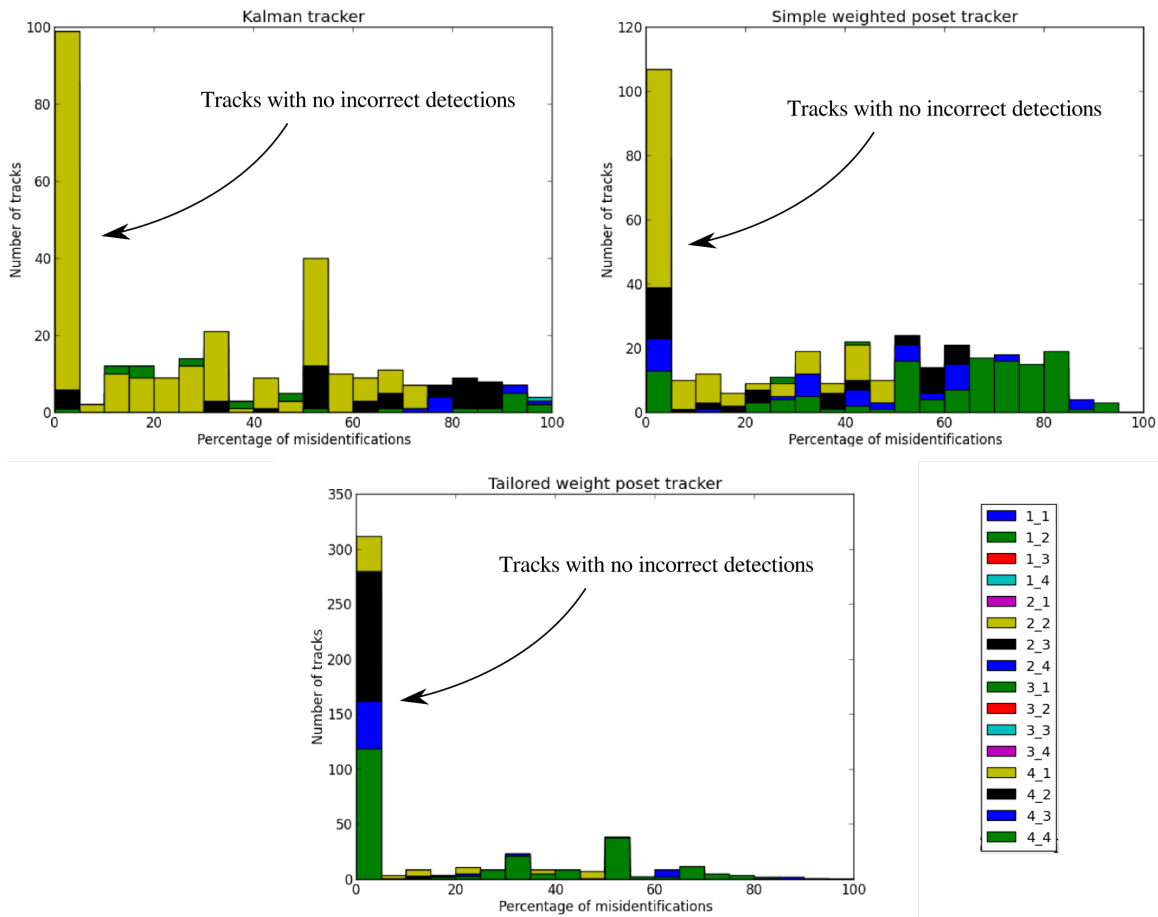 Kalman tracker
100
80
60
40
20
0
Number of tracks
Tracks with no incorrect detections
0 20 40 60 80 100
Percentage of misidentifications
Simple weighted poset tracker
120
100
80
60
40
20
0
Number of tracks
Tracks with no incorrect detections
0 20 40 60 80 100
Percentage of misidentifications
Tailored weight poset tracker
350
300
250
200
150
100
50
0
Number of tracks
Tracks with no incorrect detections
0 20 40 60 80 100
Percentage of misidentifications
1_1
1_2
1_3
1_4
2_1
2_2
2_3
2_4
3_1
3_2
3_3
3_4
4_1
4_2
4_3
4_4